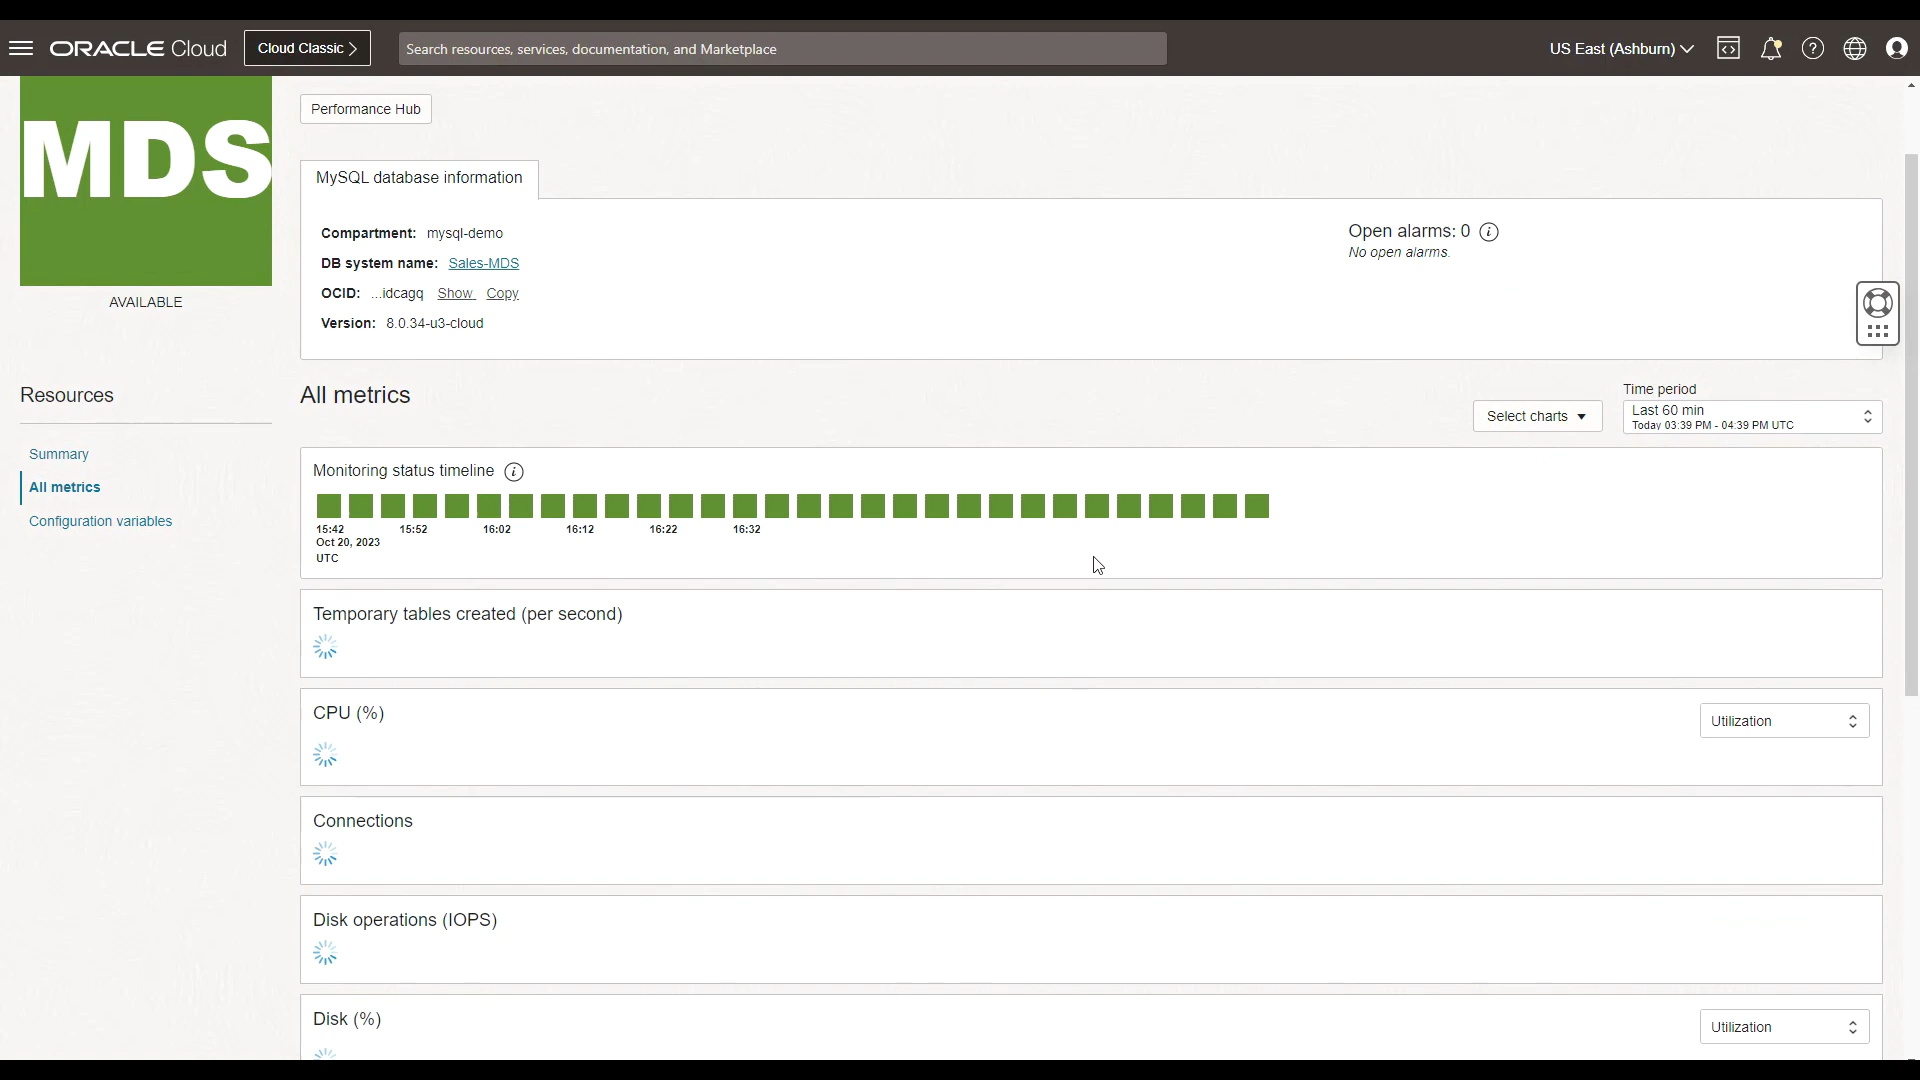 ORACLE Cloud
Cloud Classic >
Search resources, services, documentation, and Marketplace
US East (Ashburn)
MDS
AVAILABLE
Performance Hub
MySQL database information
Compartment: mysql-demo
DB system name: Sales-MDS
OCID: ...idcagq Show Copy
Version: 8.0.34-u3-cloud
Open alarms: 0
No open alarms.
Resources
Summary
All metrics
Configuration variables
All metrics
Select charts
Time period
Last 60 min
Today 03:39 PM - 04:39 PM UTC
Monitoring status timeline
15:42 15:52 16:02 16:12 16:22 16:32
Oct 20, 2023
UTC
Temporary tables created (per second)
CPU (%)
Utilization
Connections
Disk operations (IOPS)
Disk (%)
Utilization